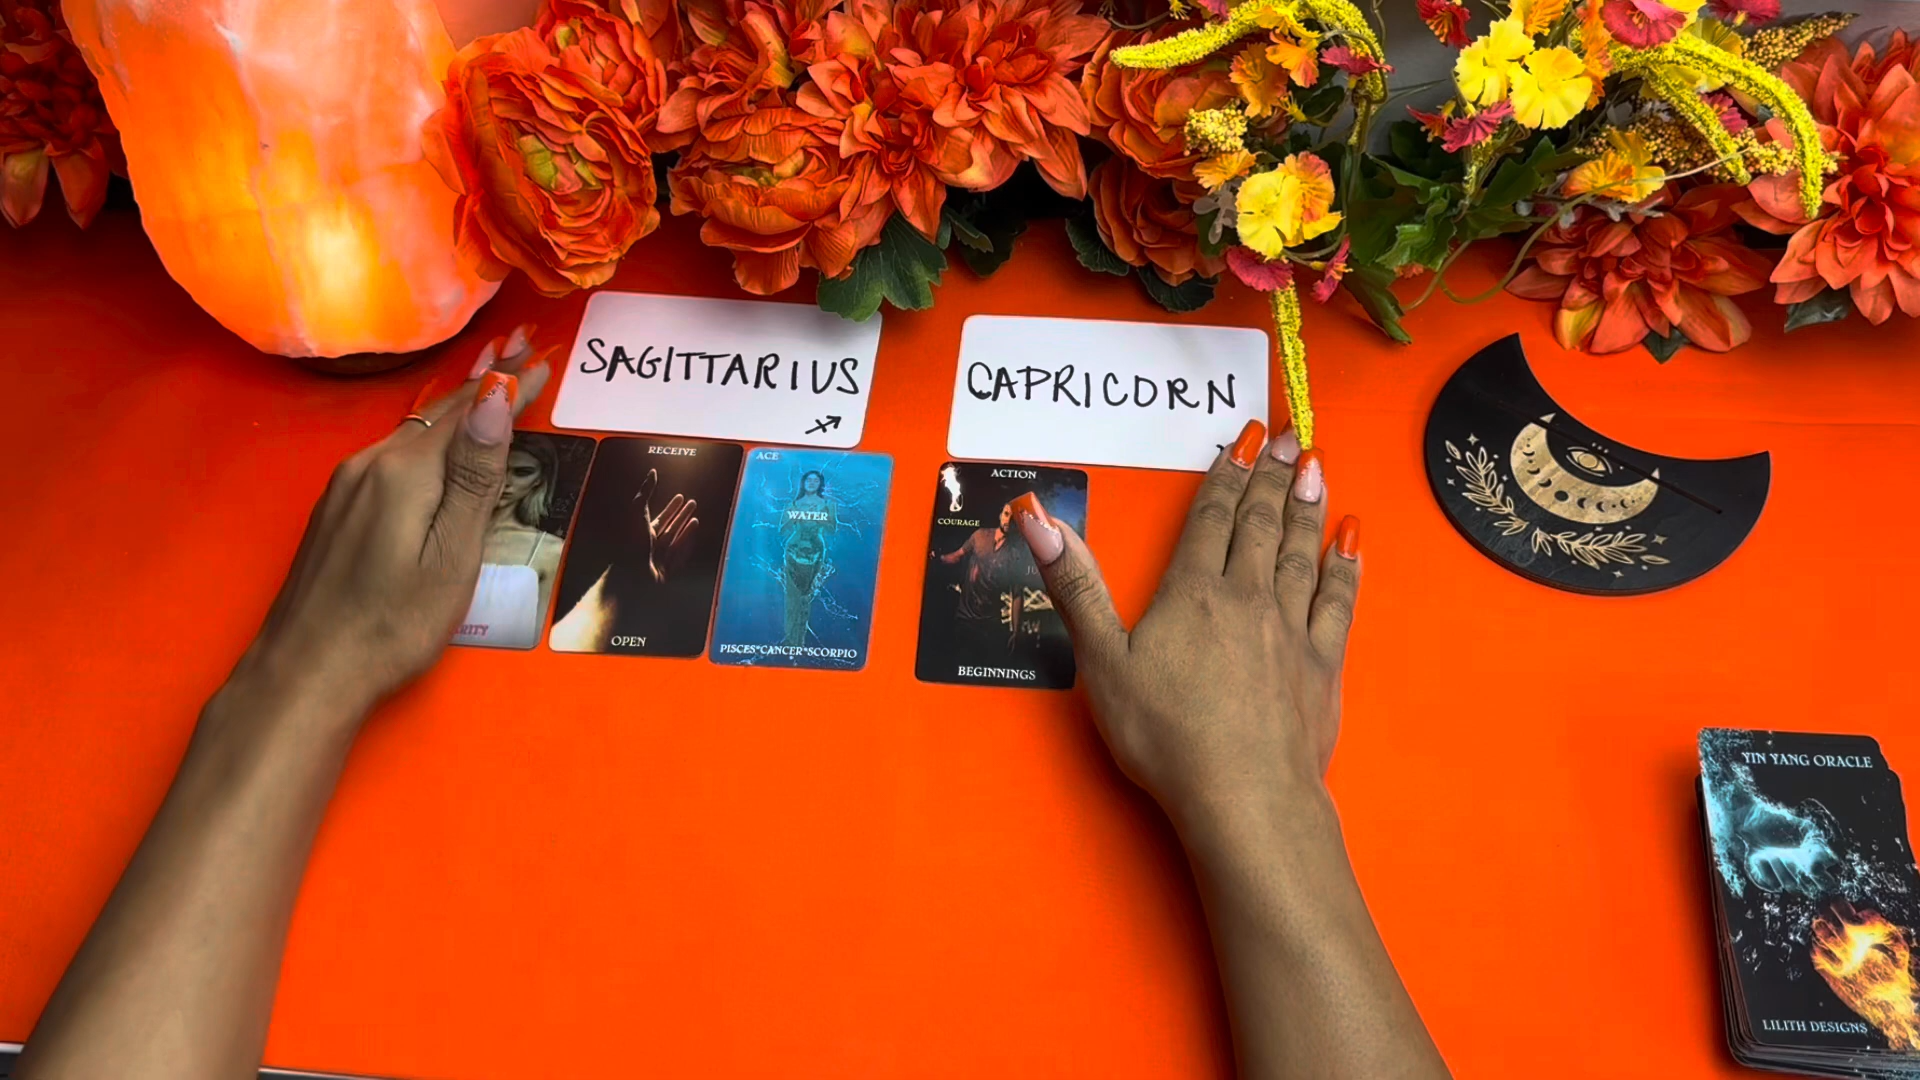 SAGITTARIUS
CAPRICORN
RECEIVE
OPEN
ACE
WATER
PISCES*CANCER*SCORPIO
ACTION
COURAGE
BEGINNINGS
YIN YANG ORACLE
LILITH DESIGNS